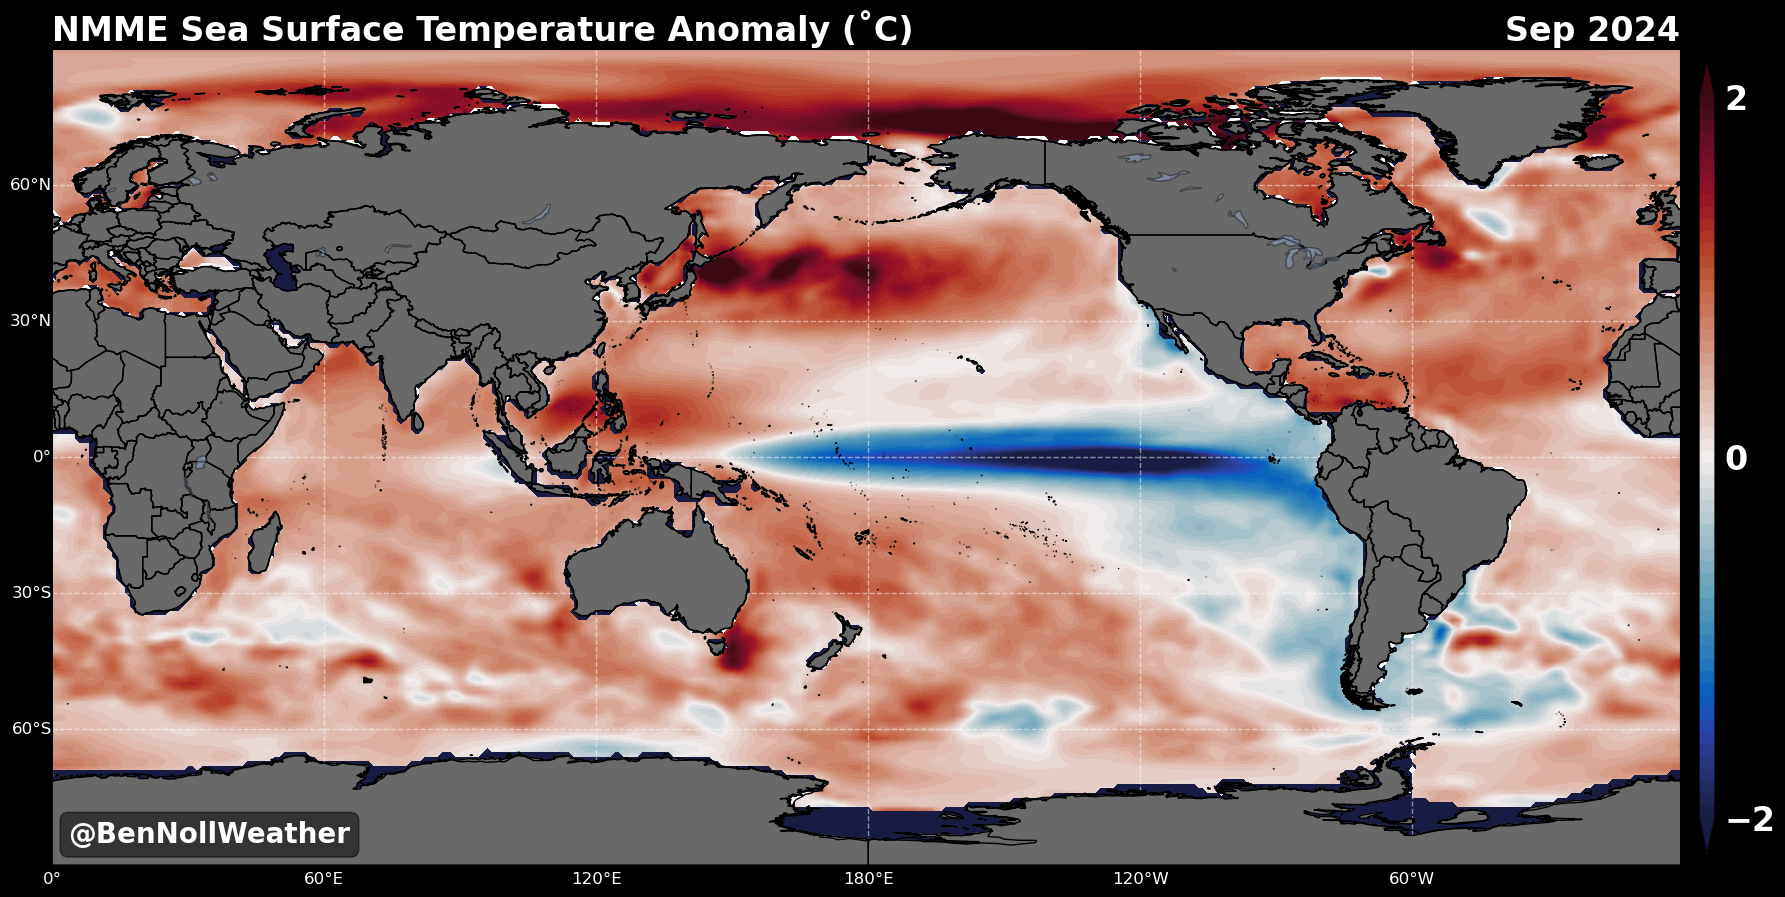 NMME Sea Surface Temperature Anomaly (˚C)
Sep 2024
2
0
−2
60°N
30°N
0°
30°S
60°S
@BenNollWeather
0°
60°E
120°E
180°E
120°W
60°W